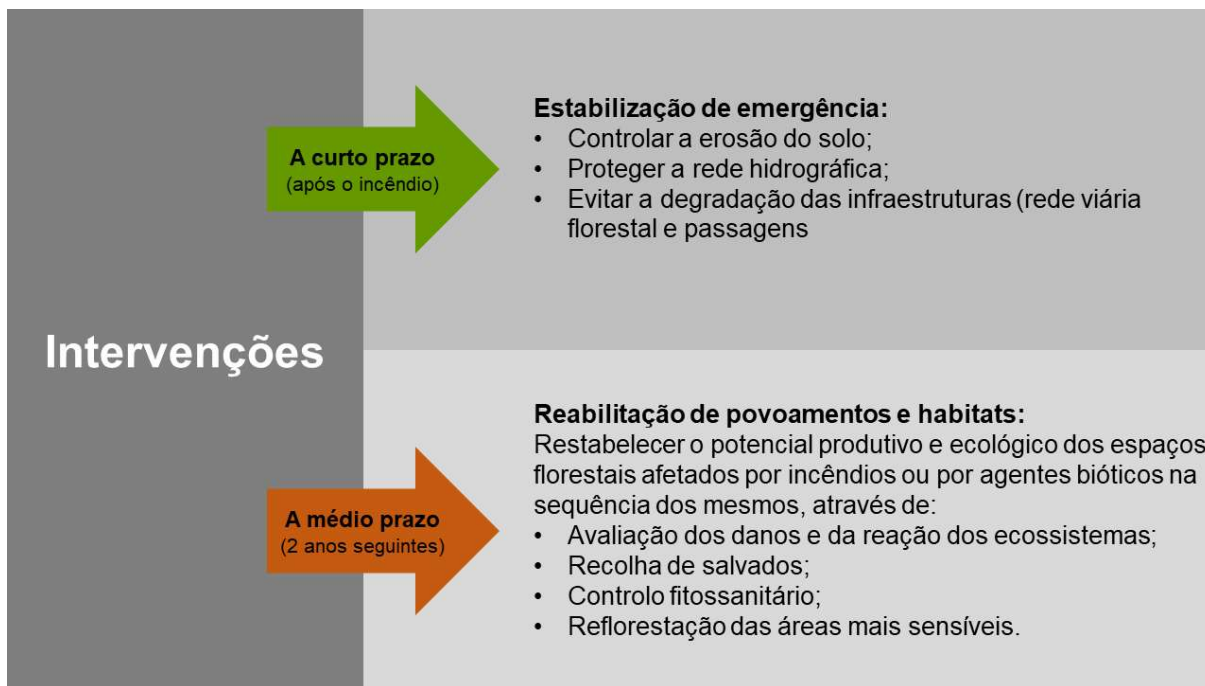 Intervenções
A curto prazo
(após o incêndio)
Estabilização de emergência:
• Controlar a erosão do solo;
• Proteger a rede hidrográfica;
• Evitar a degradação das infraestruturas (rede viária
florestal e passagens
A médio prazo
(2 anos seguintes)
Reabilitação de povoamentos e habitats:
Restabelecer o potencial produtivo e ecológico dos espaços
florestais afetados por incêndios ou por agentes bióticos na
sequência dos mesmos, através de:
• Avaliação dos danos e da reação dos ecossistemas;
• Recolha de salvados;
• Controlo fitossanitário;
• Reflorestação das áreas mais sensíveis.